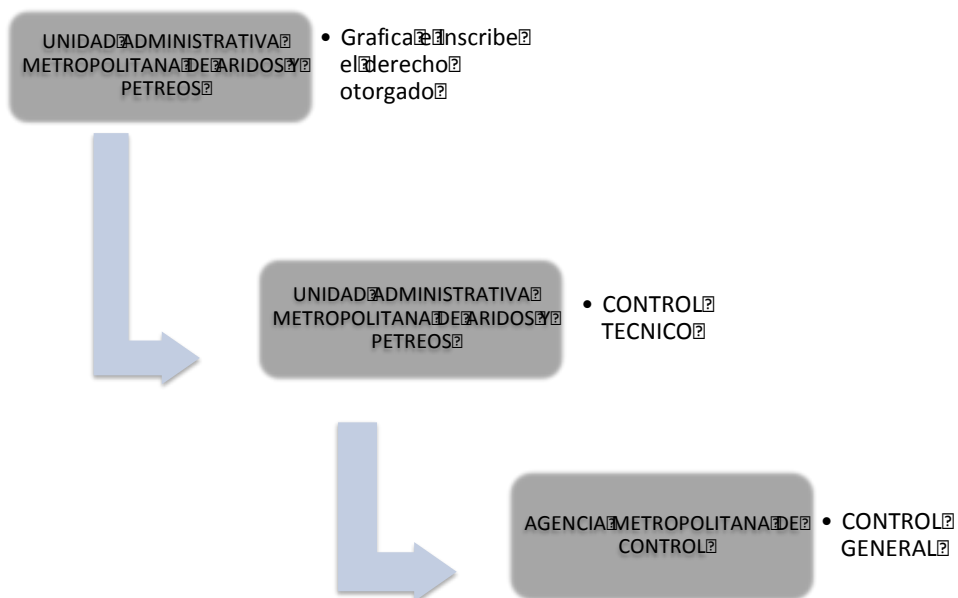 UNIDAD ADMINISTRATIVA
METROPOLITANA DE ARIDOS Y
PETREOS
• Grafica e inscribe
el derecho
otorgado
UNIDAD ADMINISTRATIVA
METROPOLITANA DE ARIDOS Y
PETREOS
• CONTROL
TECNICO
AGENCIA METROPOLITANA DE
CONTROL
• CONTROL
GENERAL